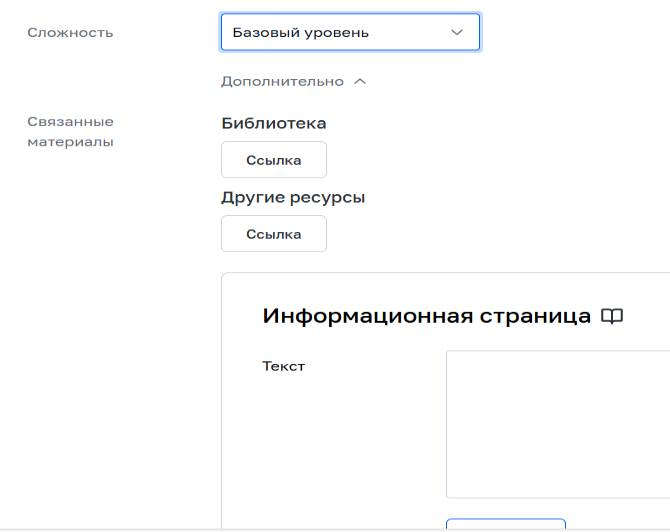 Сложность
Базовый уровень
Дополнительно
Связанные
материалы
Библиотека
Ссылка
Другие ресурсы
Ссылка
Информационная страница
Текст